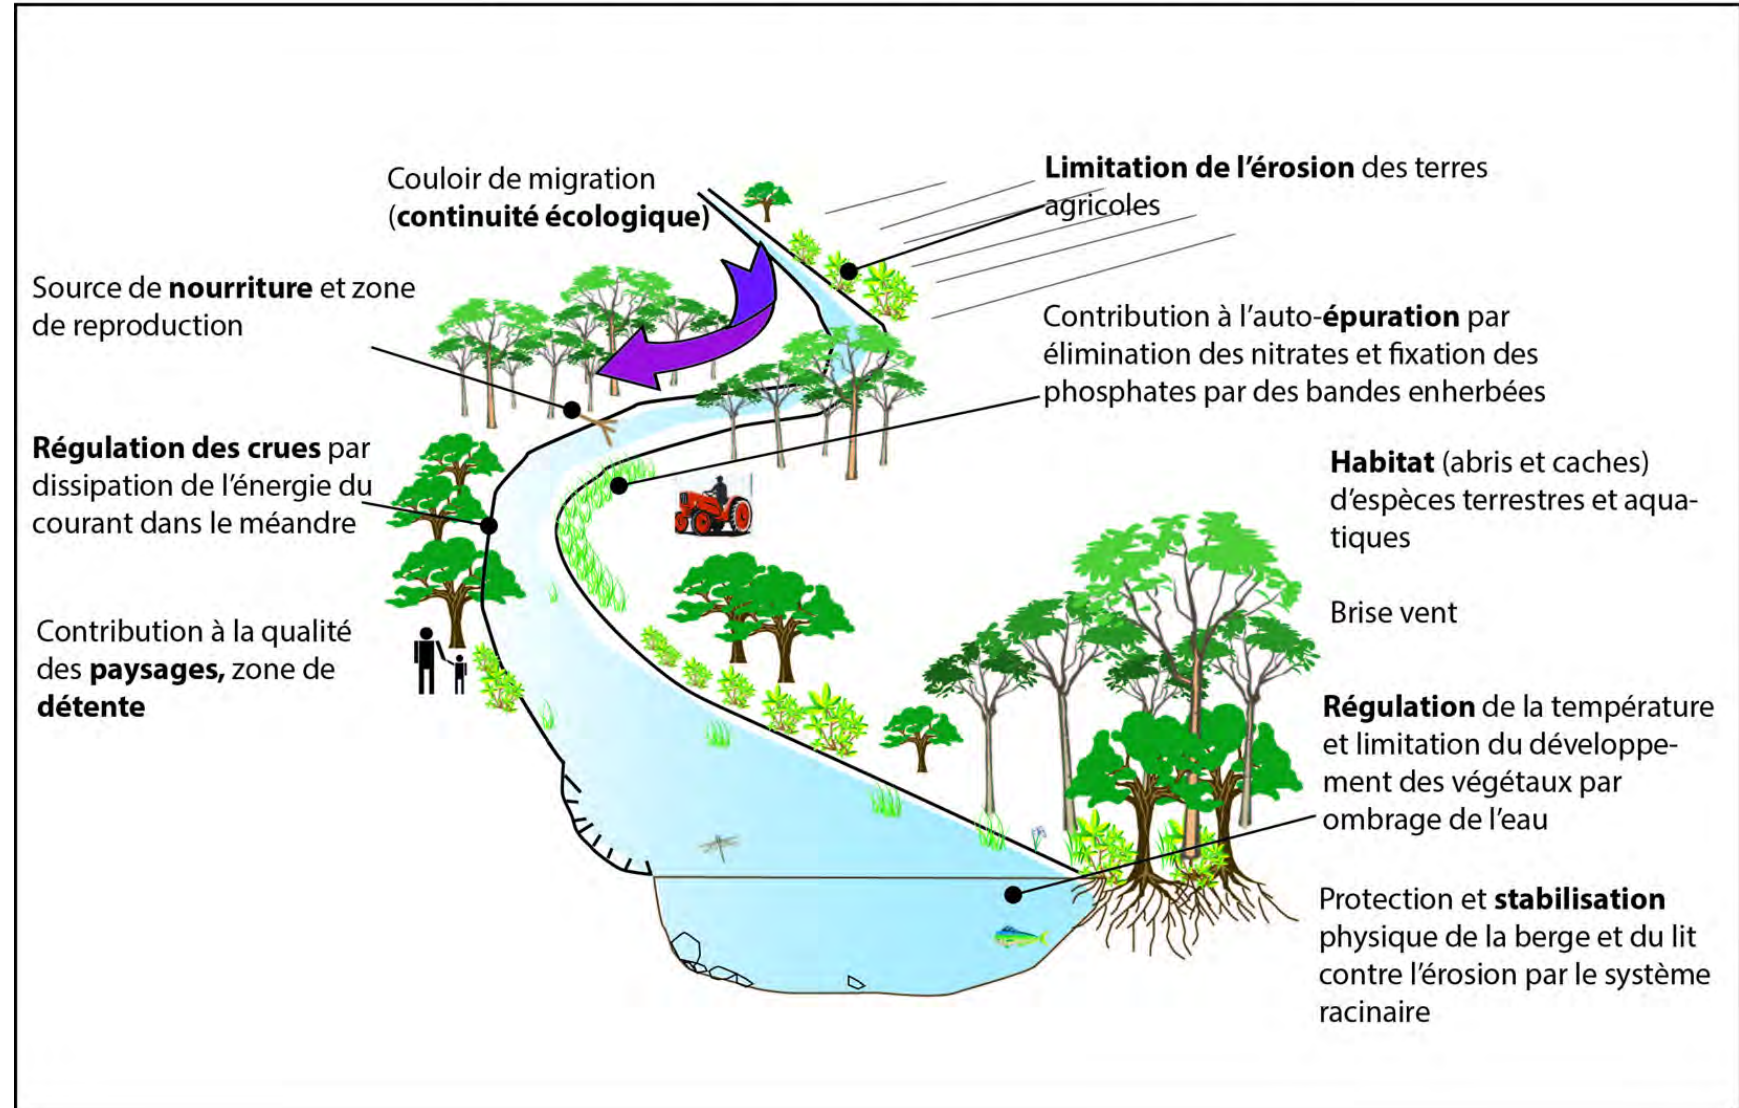 Couloir de migration
(continuité écologique)
Source de nourriture et zone
de reproduction
Régulation des crues par
dissipation de l'énergie du
courant dans le méandre
Contribution à la qualité
des paysages, zone de
détente
Limitation de l'érosion des terres
agricoles
Contribution à l'auto-épuration par
élimination des nitrates et fixation des
phosphates par des bandes enherbées
Habitat (abris et caches)
d'espèces terrestres et aqua-
tiques
Brise vent
Régulation de la température
et limitation du développe-
ment des végétaux par
ombrage de l'eau
Protection et stabilisation
physique de la berge et du lit
contre l'érosion par le système
racinaire